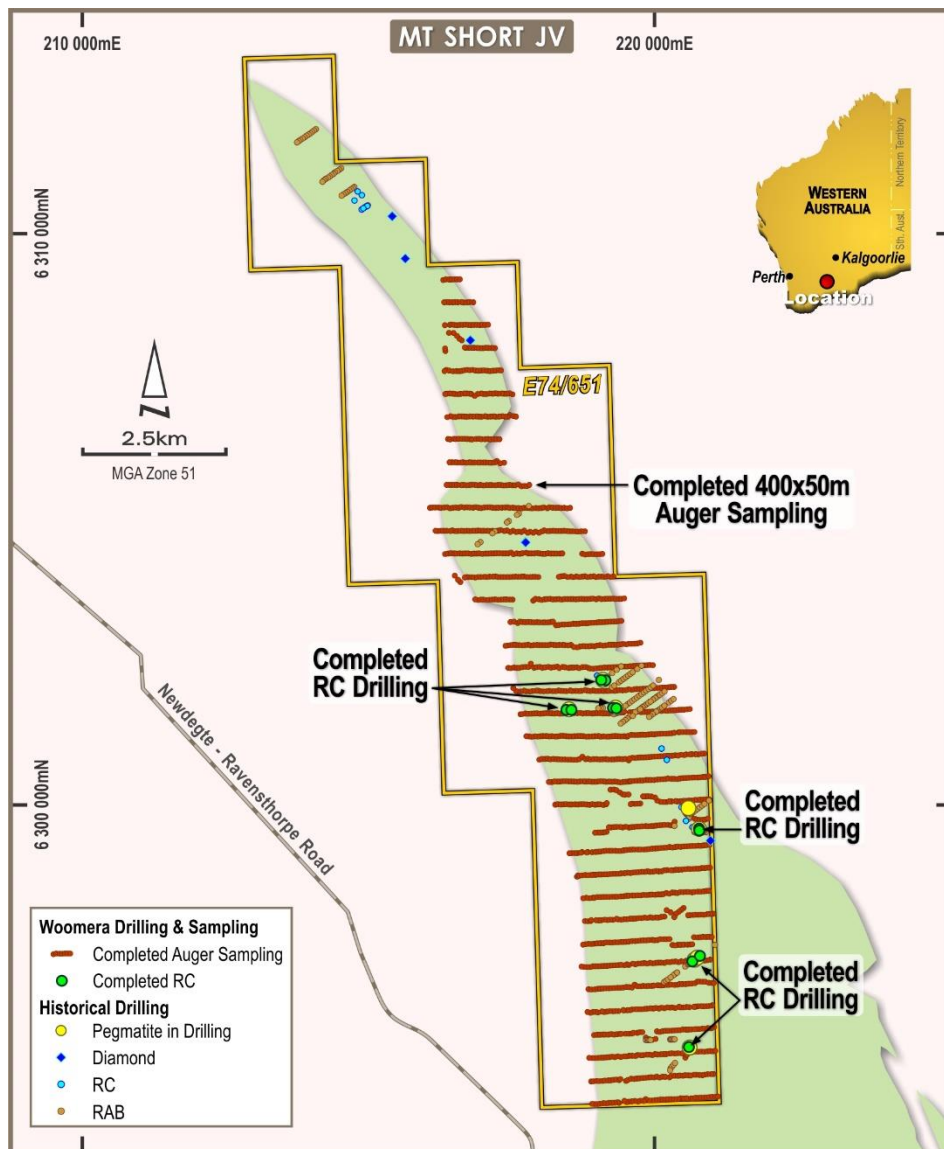 MT SHORT JV
210 000mE
220 000mE
6 310 000mN
6 300 000mN
Northern Territory
Sth. Aust.
WESTERN
AUSTRALIA
Kalgoorlie
Perth
Location
E74/651
N
2.5km
MGA Zone 51
Completed 400x50m
Auger Sampling
Completed
RC Drilling
Newdegte - Ravensthorpe Road
Completed
RC Drilling
Completed
RC Drilling
Woomera Drilling & Sampling
Completed Auger Sampling
Completed RC
Historical Drilling
Pegmatite in Drilling
Diamond
RC
RAB